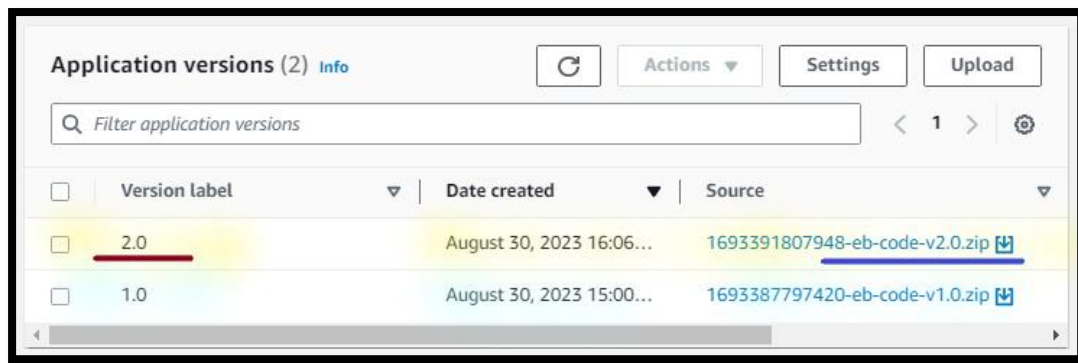 Application versions (2) Info
Actions Settings Upload
Filter application versions
1
Version label Date created Source
2.0 August 30, 2023 16:06... 1693391807948-eb-code-v2.0.zip
1.0 August 30, 2023 15:00... 1693387797420-eb-code-v1.0.zip